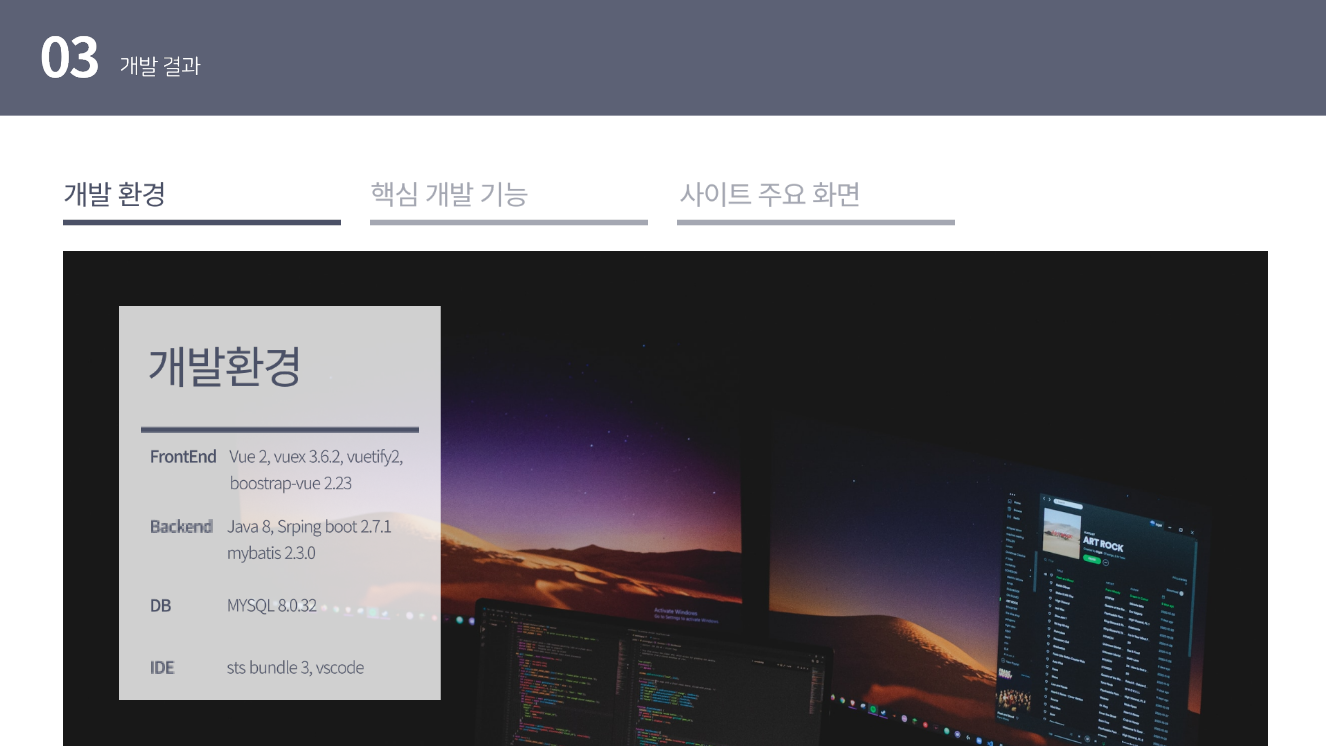 03 개발 결과
개발 환경 핵심 개발 기능 사이트 주요 화면
개발환경
FrontEnd Vue 2, vuex 3.6.2, vuetify2,
boostrap-vue 2.23
Backend Java 8, Srping boot 2.7.1
mybatis 2.3.0
DB MYSQL 8.0.32
IDE sts bundle 3, vscode
ART ROCK
Activate Windows
Go to Settings to activate Windows.